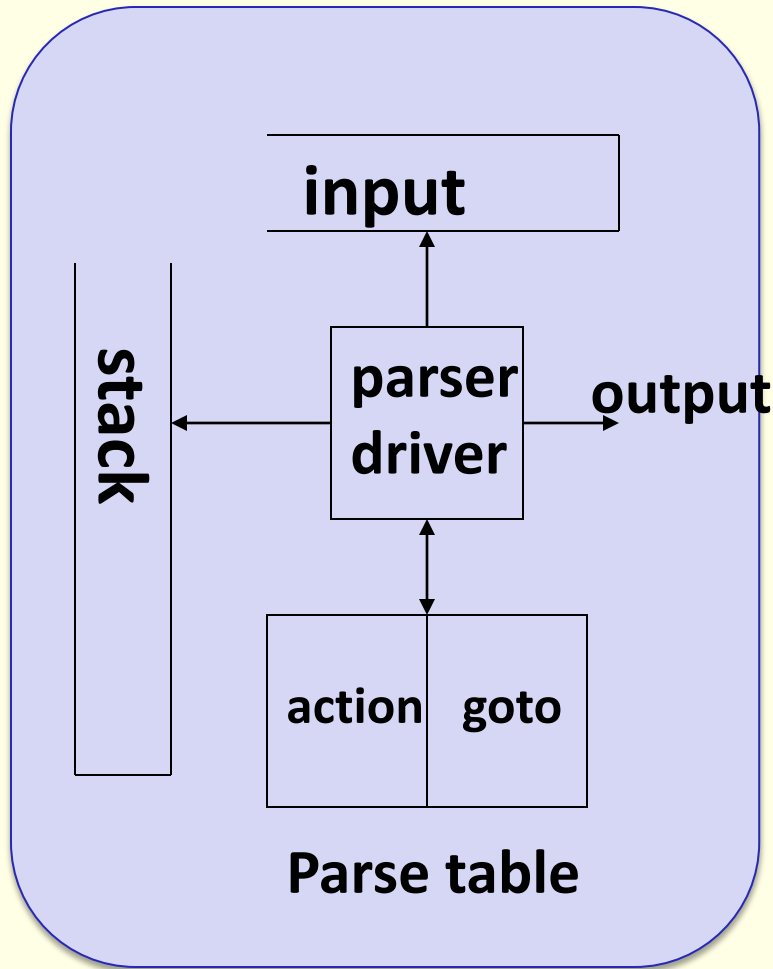 input
stack
parser
driver
output
action
goto
Parse table